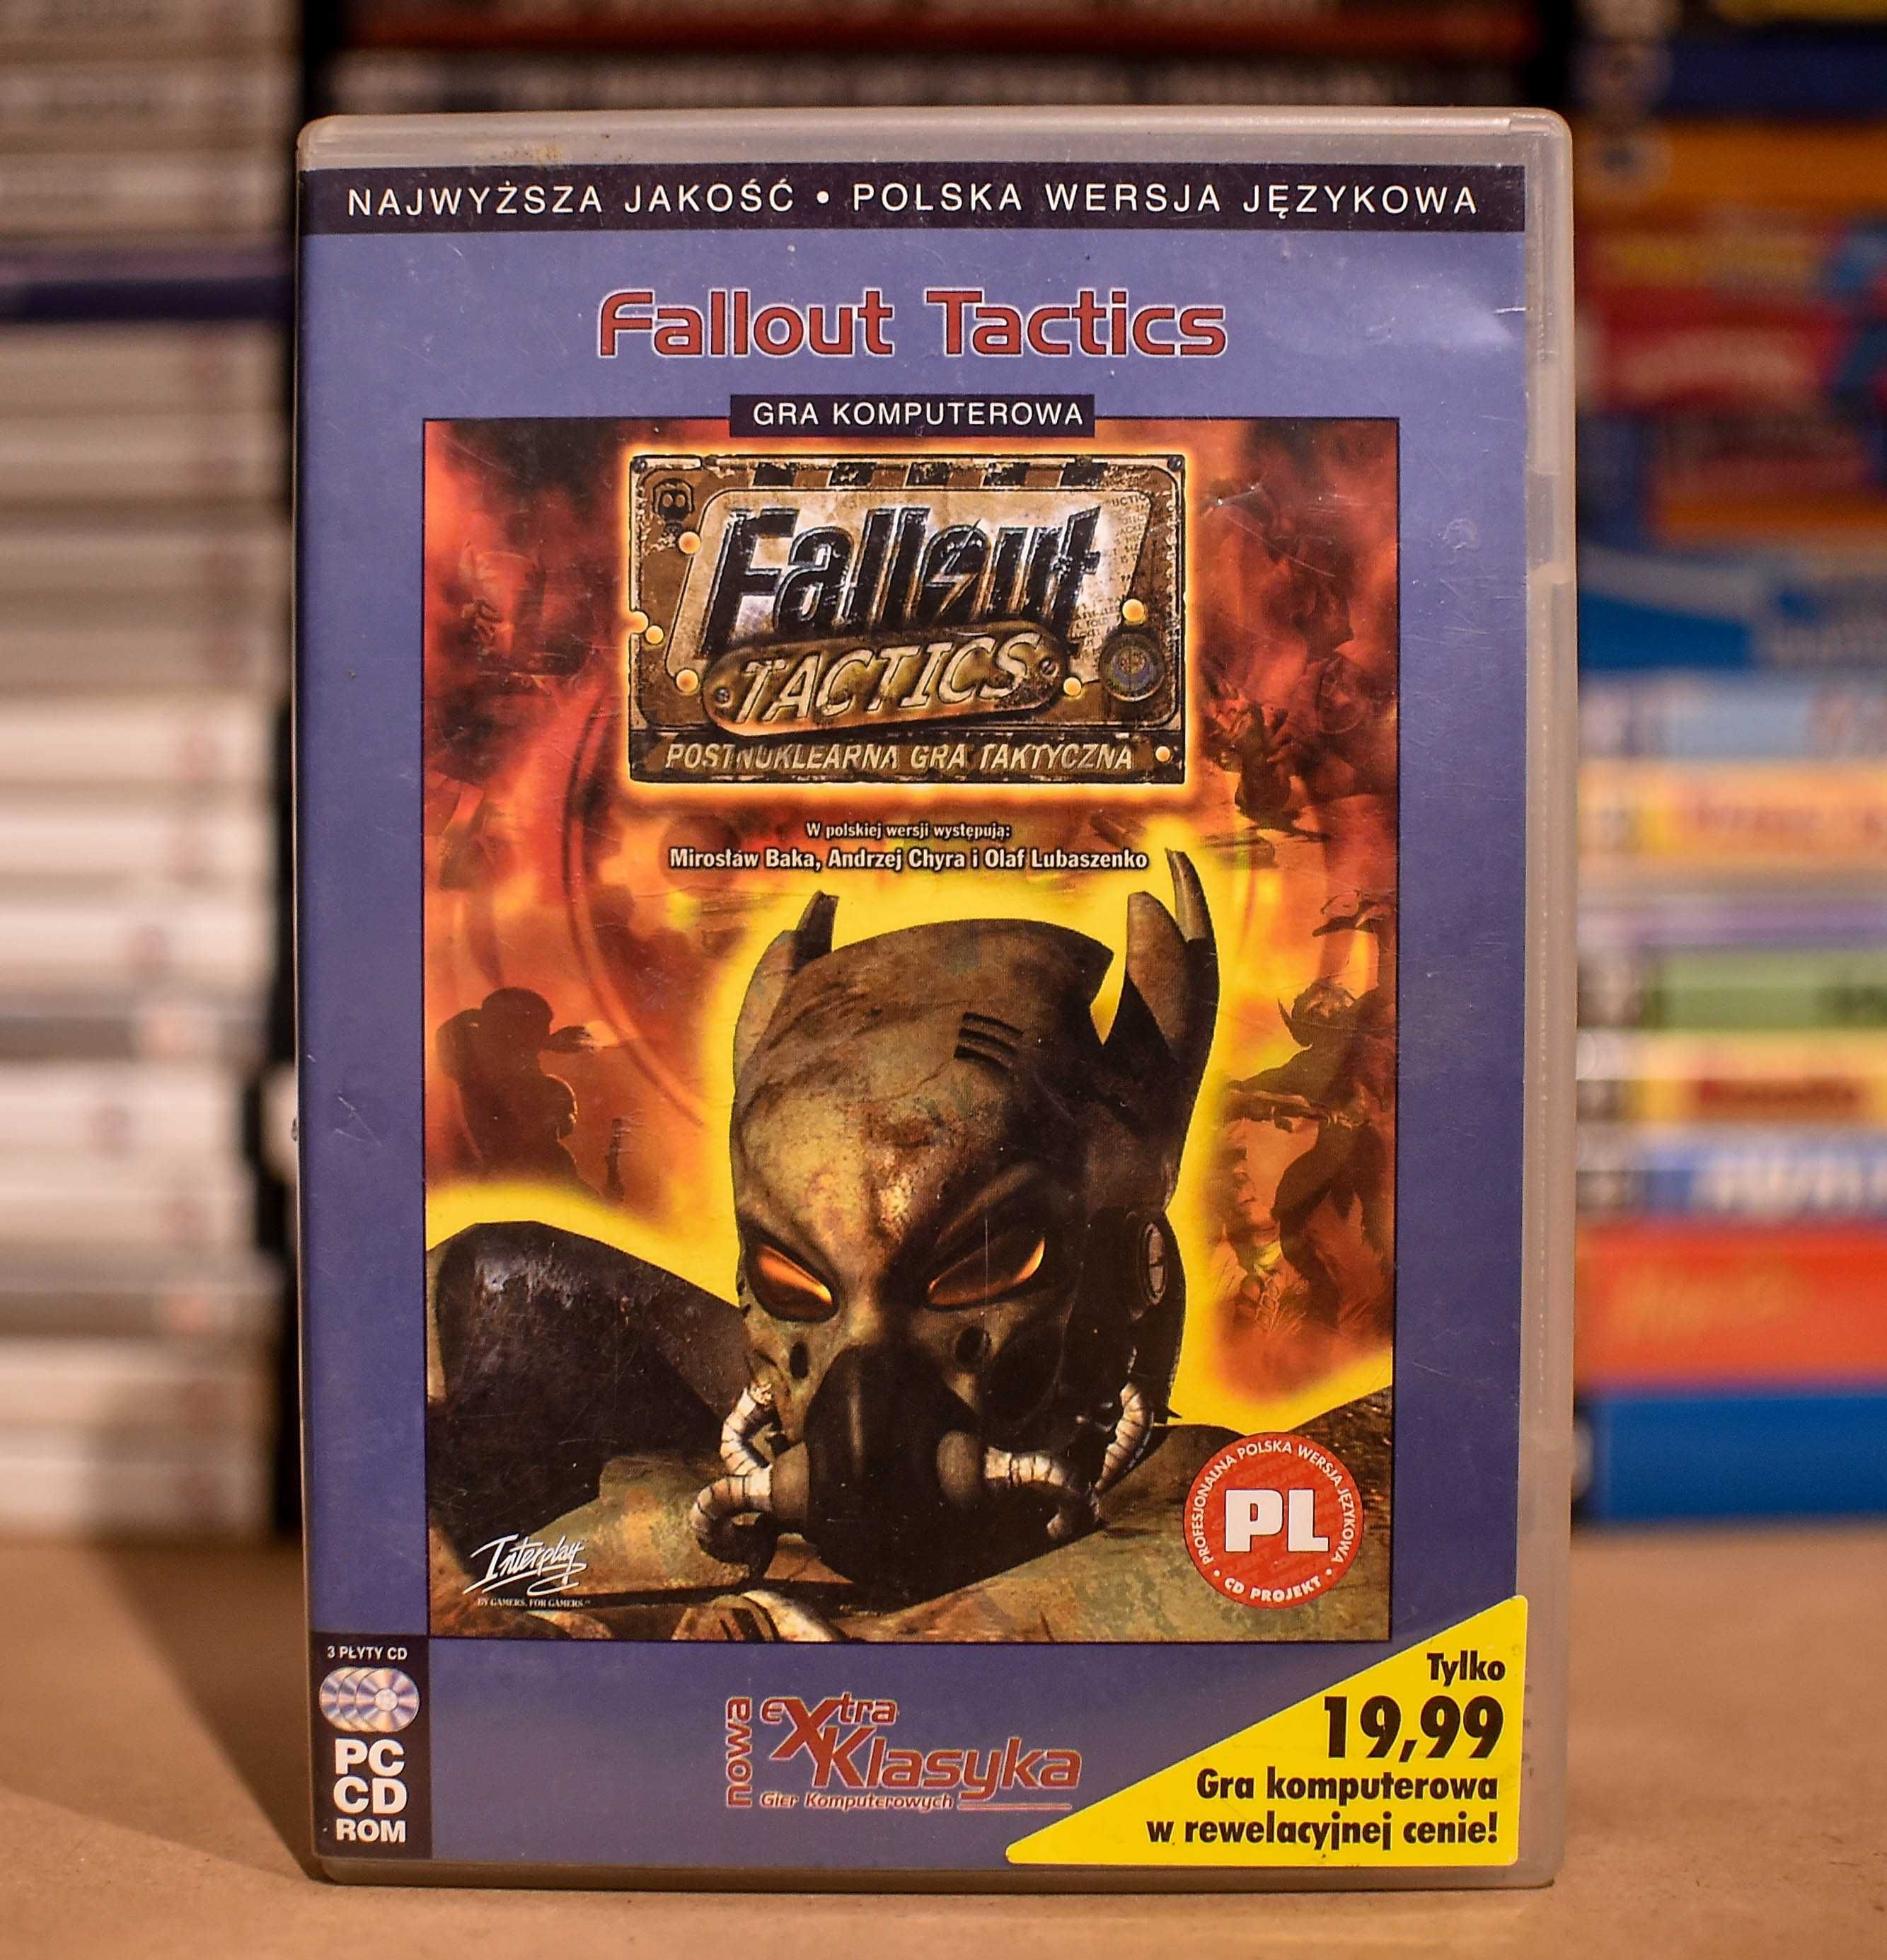 NAJWYŻSZA JAKOŚĆ • POLSKA WERSJA JĘZYKOWA
Fallout Tactics
GRA KOMPUTEROWA
Fallout
TACTICS
POSTNUKLEARNA GRA TAKTYCZNA
W polskiej wersji występują:
Mirosław Baka, Andrzej Chyra i Olaf Lubaszenko
Interplay
BY GAMERS. FOR GAMERS.™
PROFESJONALNA POLSKA WERSJA JĘZYKOWA
PL
• CD PROJEKT •
3 PŁYTY CD
PC
CD
ROM
nowa
eXtra
Klasyka
Gier Komputerowych
Tylko
19,99
Gra komputerowa
w rewelacyjnej cenie!